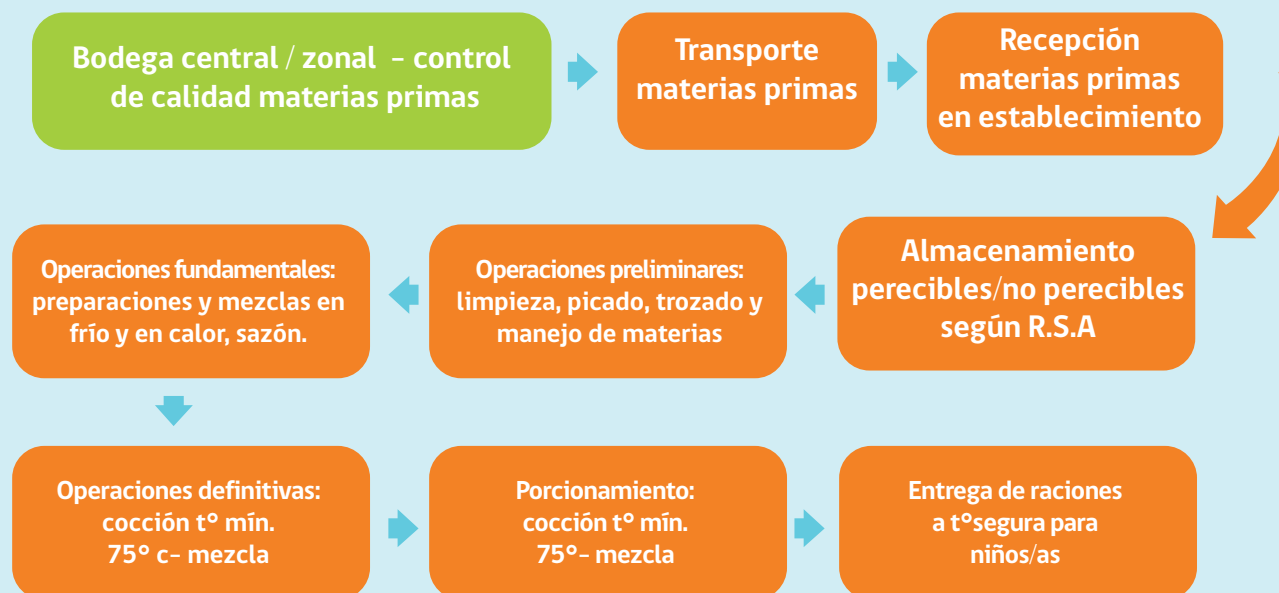 Bodega central / zonal - control
de calidad materias primas
Transporte
materias primas
Recepción
materias primas
en establecimiento
Almacenamiento
perecibles/no perecibles
según R.S.A
Operaciones preliminares:
limpieza, picado, trozado y
manejo de materias
Operaciones fundamentales:
preparaciones y mezclas en
frío y en calor, sazón.
Operaciones definitivas:
cocción t° mín.
75° c- mezcla
Porcionamiento:
cocción t° mín.
75°- mezcla
Entrega de raciones
a t°segura para
niños/as